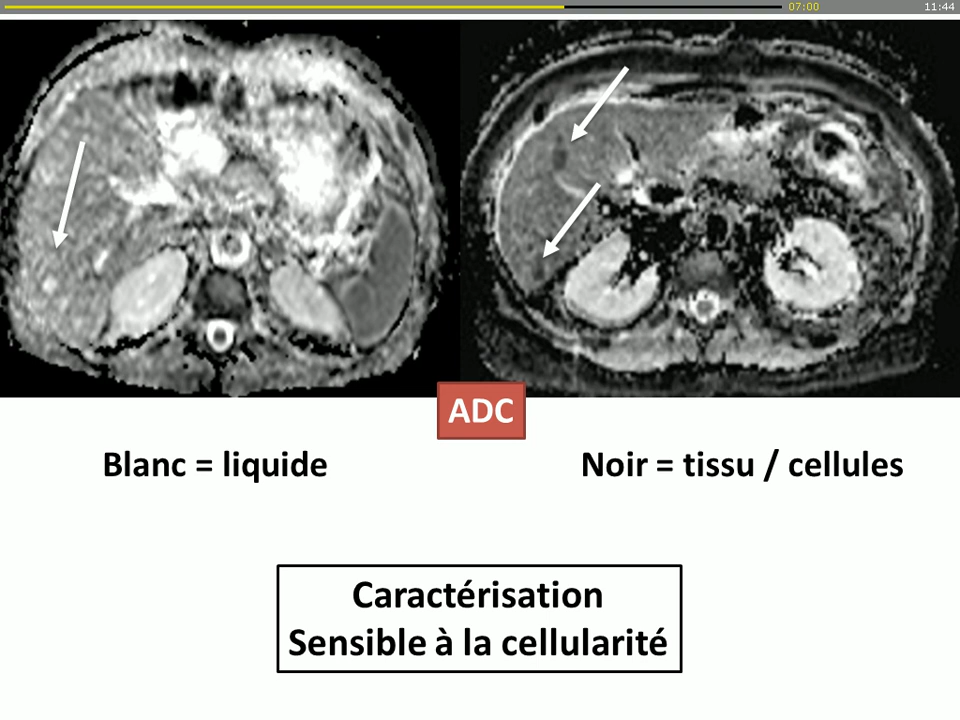 07:00
11:44
ADC
Blanc = liquide
Noir = tissu / cellules
Caractérisation
Sensible à la cellularité